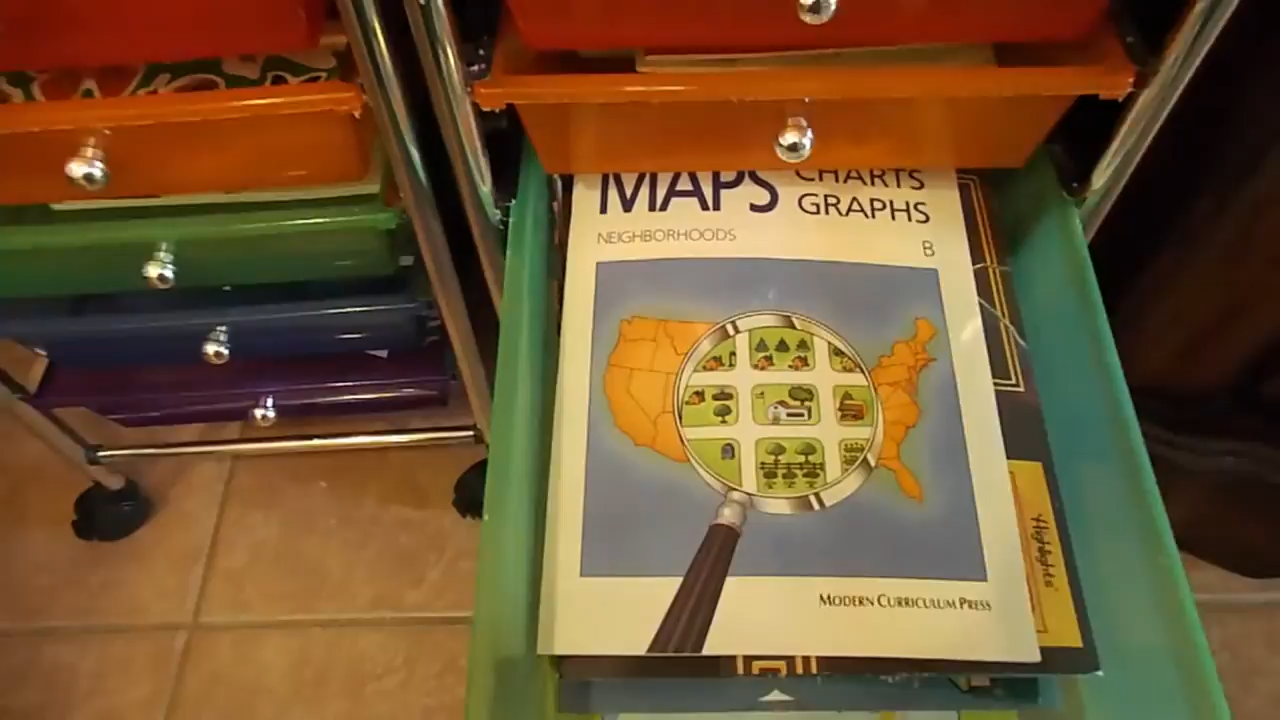 MAPS
CHARTS
GRAPHS
NEIGHBORHOODS
B
MODERN CURRICULUM PRESS
Highlights